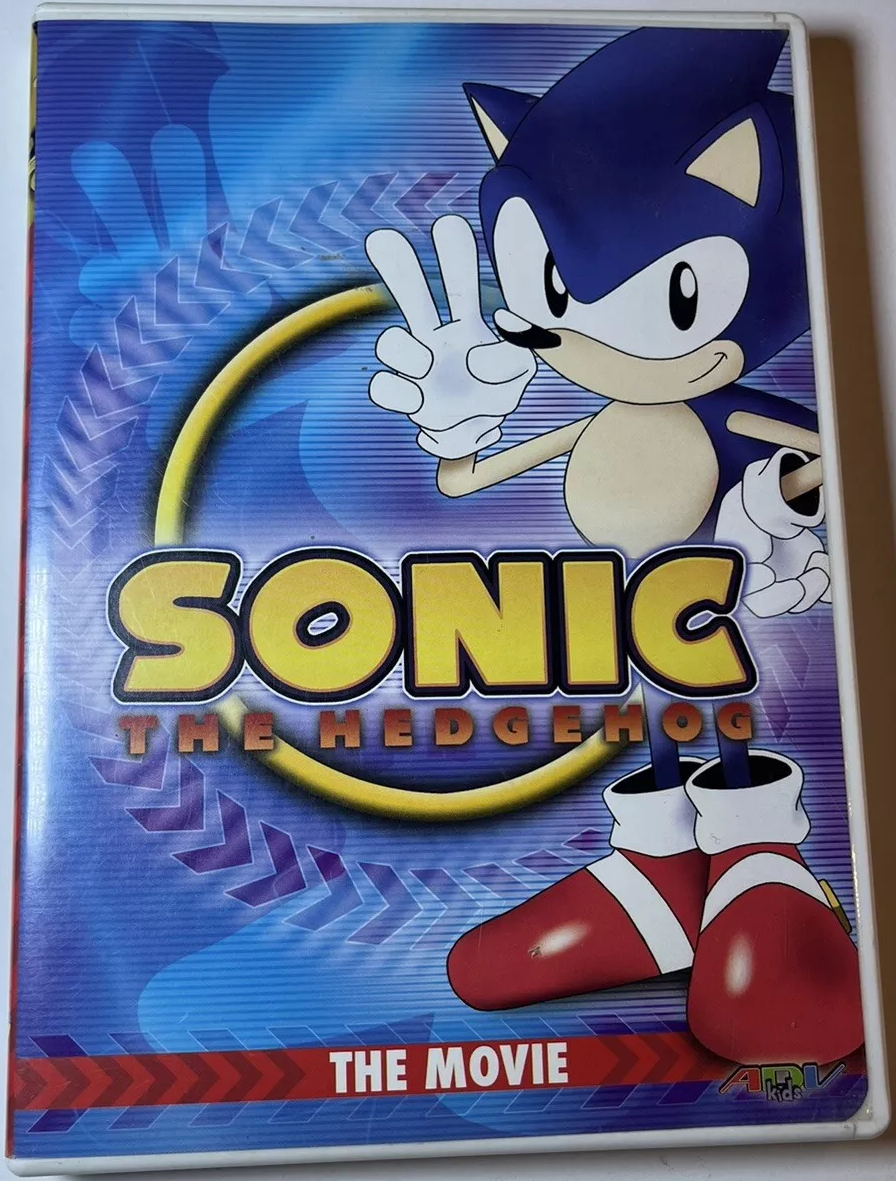 SONIC
THE HEDGEHOG
THE MOVIE
ADV
kids